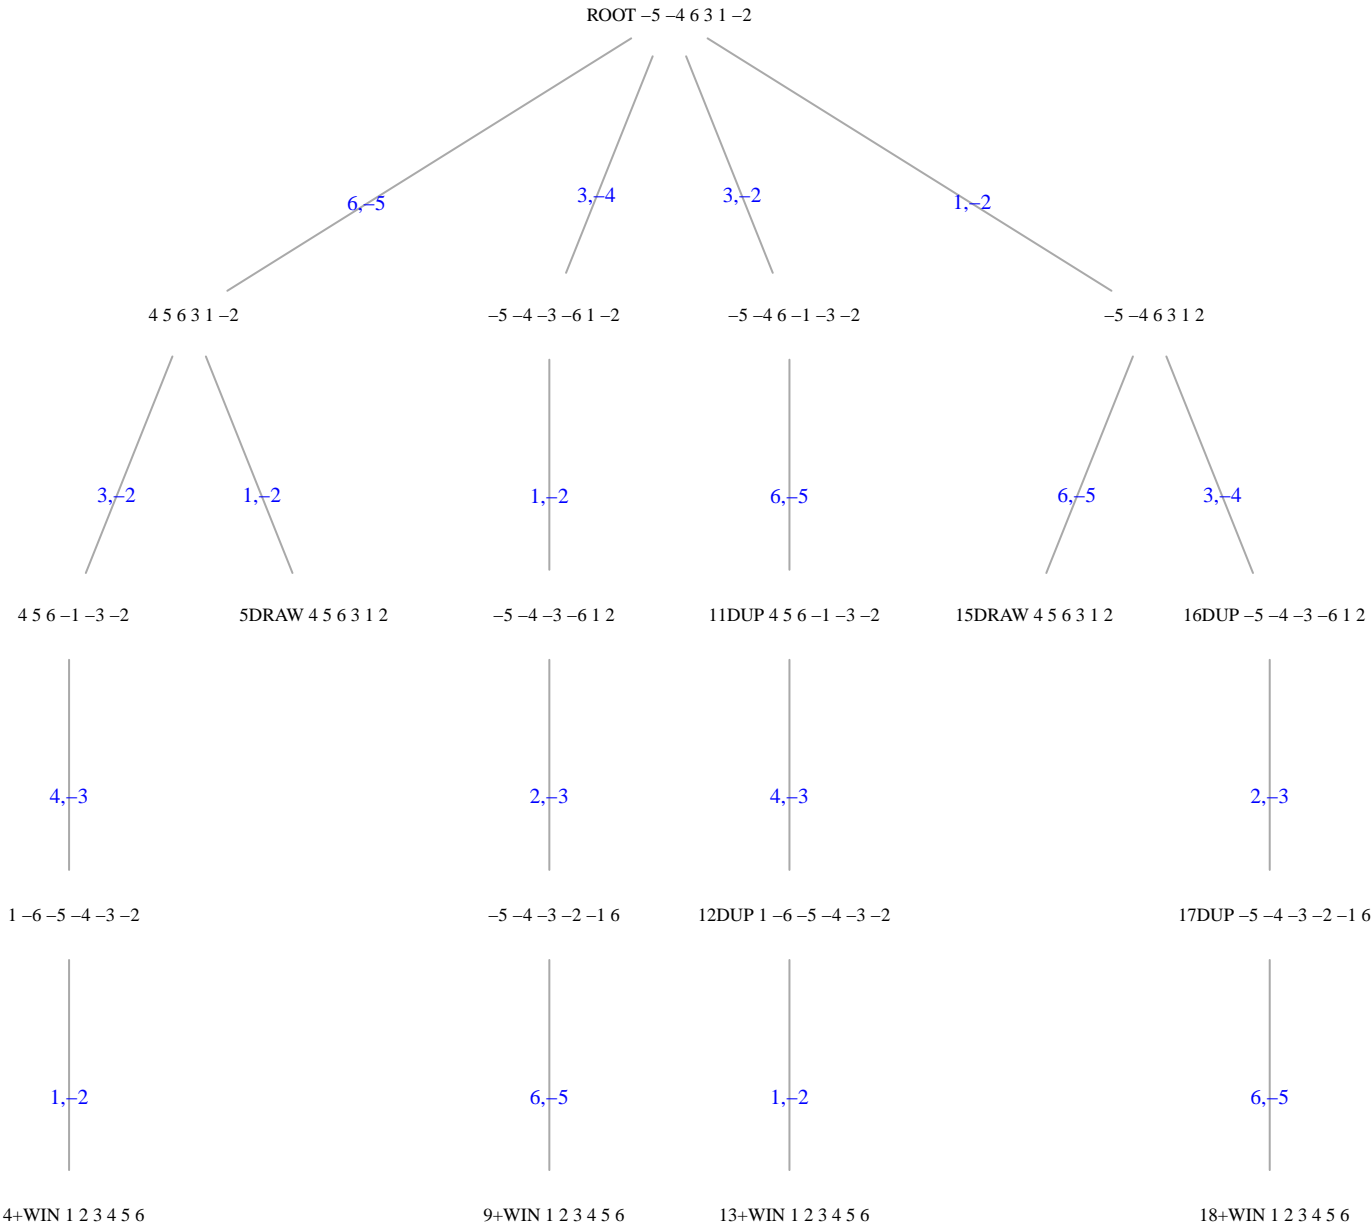 ROOT –5 –4 6 3 1 –2
6,–5
3,–4
3,–2
1,–2
4 5 6 3 1 –2
–5 –4 –3 –6 1 –2
–5 –4 6 –1 –3 –2
–5 –4 6 3 1 2
3,–2
1,–2
1,–2
6,–5
6,–5
3,–4
4 5 6 –1 –3 –2
5DRAW 4 5 6 3 1 2
–5 –4 –3 –6 1 2
11DUP 4 5 6 –1 –3 –2
15DRAW 4 5 6 3 1 2
16DUP –5 –4 –3 –6 1 2
4,–3
2,–3
4,–3
2,–3
1 –6 –5 –4 –3 –2
–5 –4 –3 –2 –1 6
12DUP 1 –6 –5 –4 –3 –2
17DUP –5 –4 –3 –2 –1 6
1,–2
6,–5
1,–2
6,–5
4+WIN 1 2 3 4 5 6
9+WIN 1 2 3 4 5 6
13+WIN 1 2 3 4 5 6
18+WIN 1 2 3 4 5 6